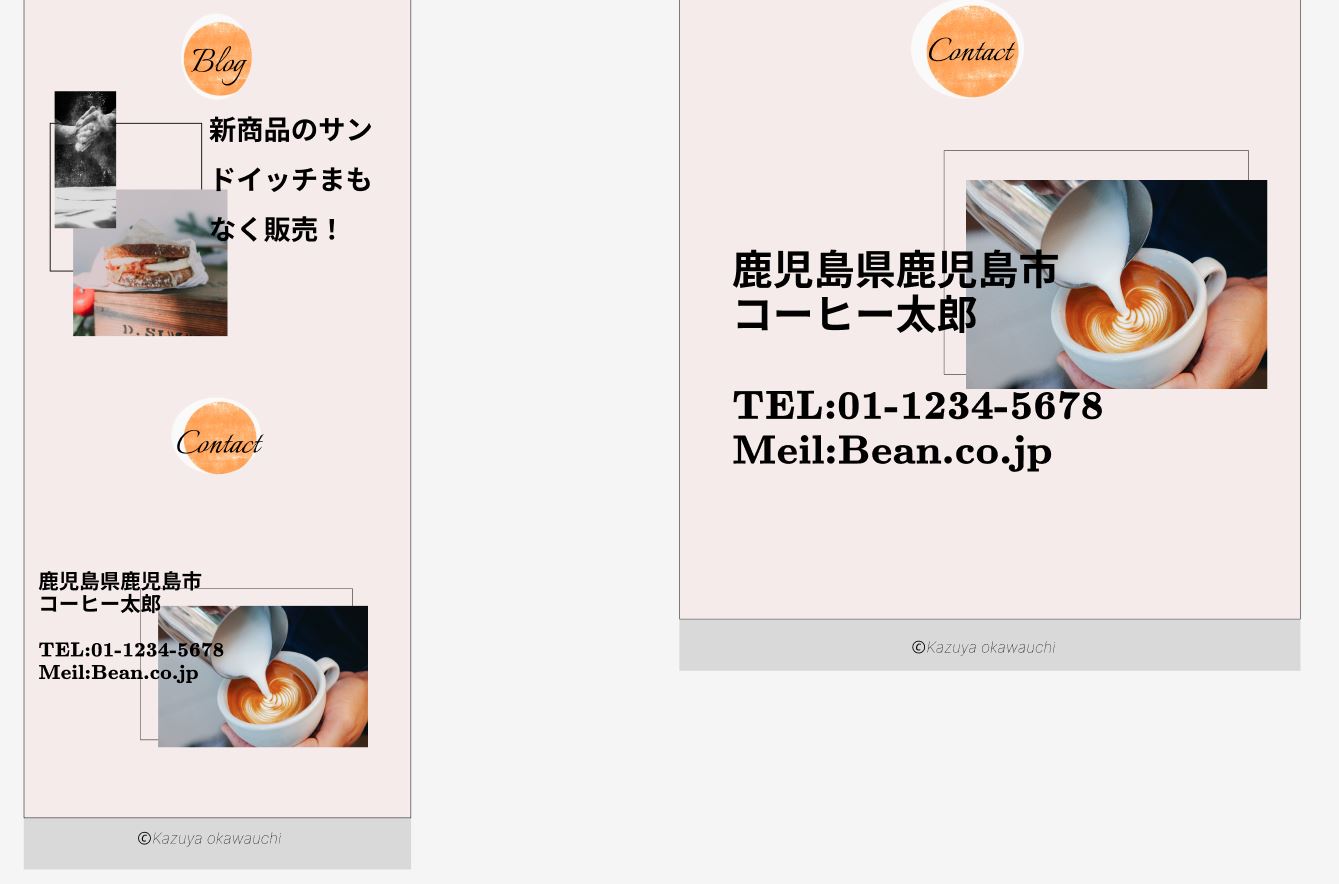 Blog
新商品のサン
ドイッチまも
なく販売！
D.SI
Contact
鹿児島県鹿児島市
コーヒー太郎
TEL:01-1234-5678
Meil:Bean.co.jp
©Kazuya okawauchi
Contact
鹿児島県鹿児島市
コーヒー太郎
TEL:01-1234-5678
Meil:Bean.co.jp
©Kazuya okawauchi